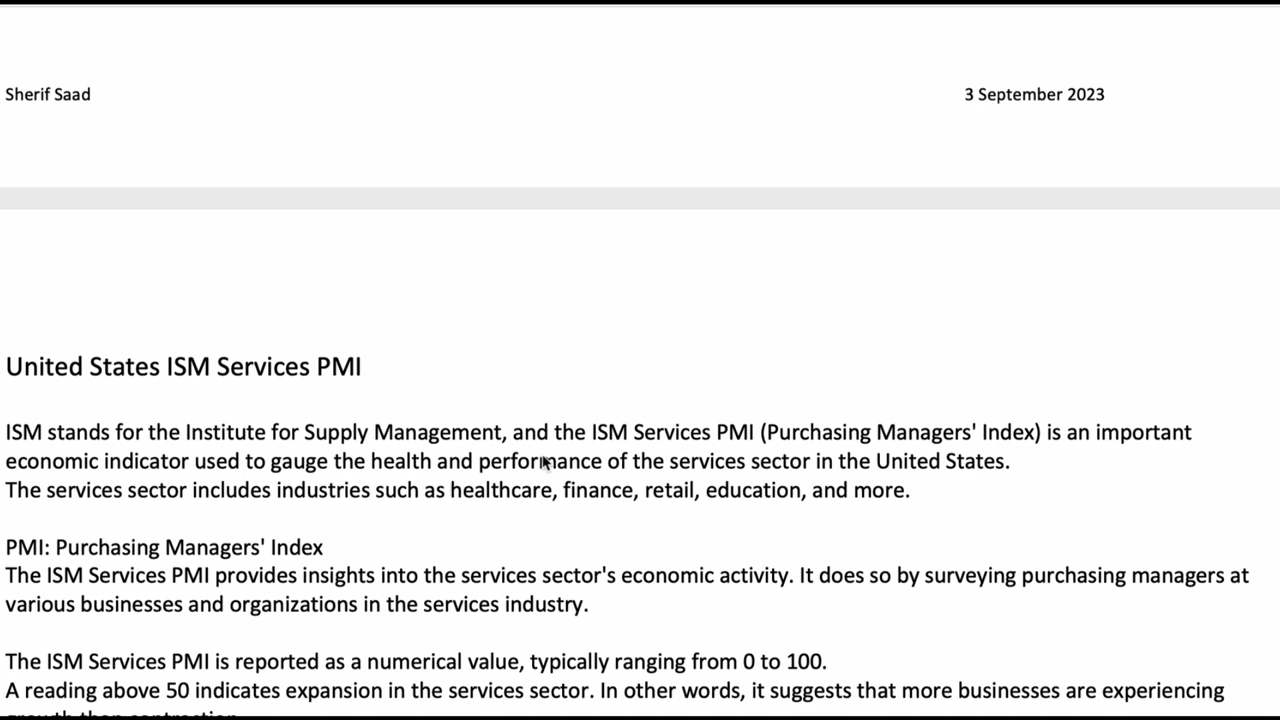 Sherif Saad
3 September 2023
United States ISM Services PMI
ISM stands for the Institute for Supply Management, and the ISM Services PMI (Purchasing Managers' Index) is an important
economic indicator used to gauge the health and performance of the services sector in the United States.
The services sector includes industries such as healthcare, finance, retail, education, and more.
PMI: Purchasing Managers' Index
The ISM Services PMI provides insights into the services sector's economic activity. It does so by surveying purchasing managers at
various businesses and organizations in the services industry.
The ISM Services PMI is reported as a numerical value, typically ranging from 0 to 100.
A reading above 50 indicates expansion in the services sector. In other words, it suggests that more businesses are experiencing
growth than contraction.